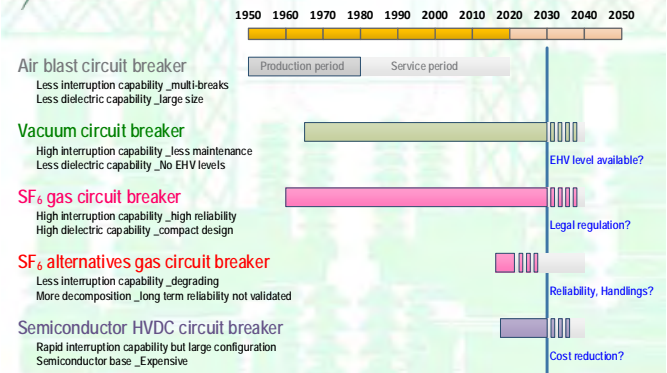 1950 1960 1970 1980 1990 2000 2010 2020 2030 2040 2050
Air blast circuit breaker
Production period
Service period
Less interruption capability _multi-breaks
Less dielectric capability _large size
Vacuum circuit breaker
High interruption capability _less maintenance
Less dielectric capability _No EHV levels
EHV level available?
SF₆ gas circuit breaker
High interruption capability _high reliability
High dielectric capability _compact design
Legal regulation?
SF₆ alternatives gas circuit breaker
Less interruption capability _degrading
More decomposition _long term reliability not validated
Reliability, Handlings?
Semiconductor HVDC circuit breaker
Rapid interruption capability but large configuration
Semiconductor base _Expensive
Cost reduction?